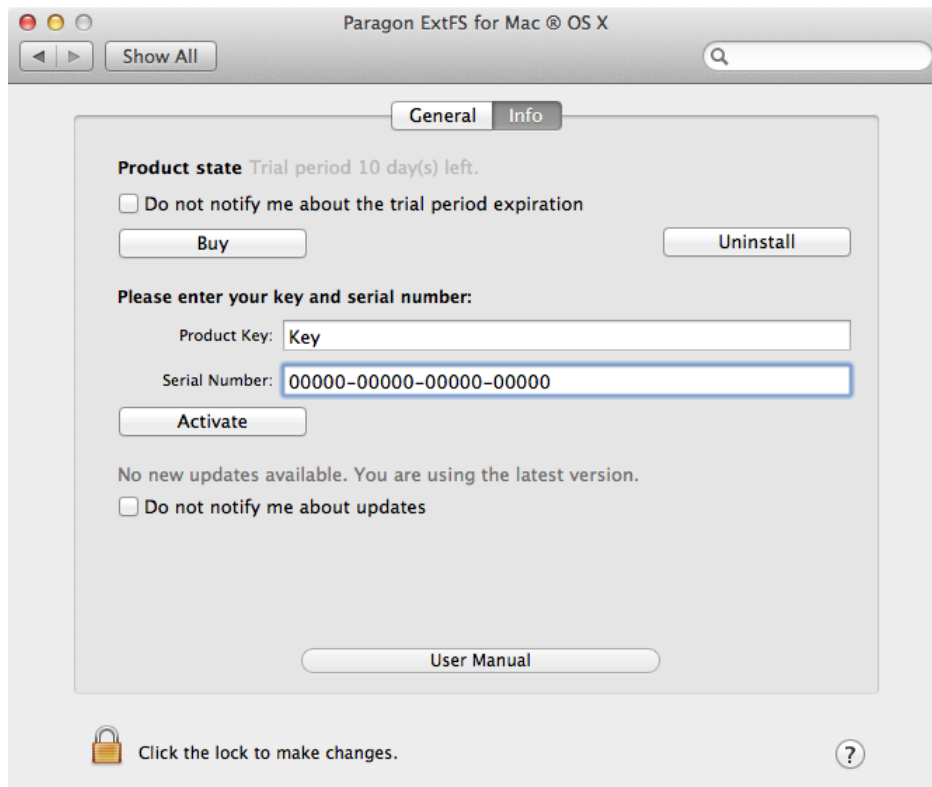 Paragon ExtFS for Mac ® OS X
Show All
General Info
Product state Trial period 10 day(s) left.
Do not notify me about the trial period expiration
Buy Uninstall
Please enter your key and serial number:
Product Key: Key
Serial Number: 00000-00000-00000-00000
Activate
No new updates available. You are using the latest version.
Do not notify me about updates
User Manual
Click the lock to make changes. ?